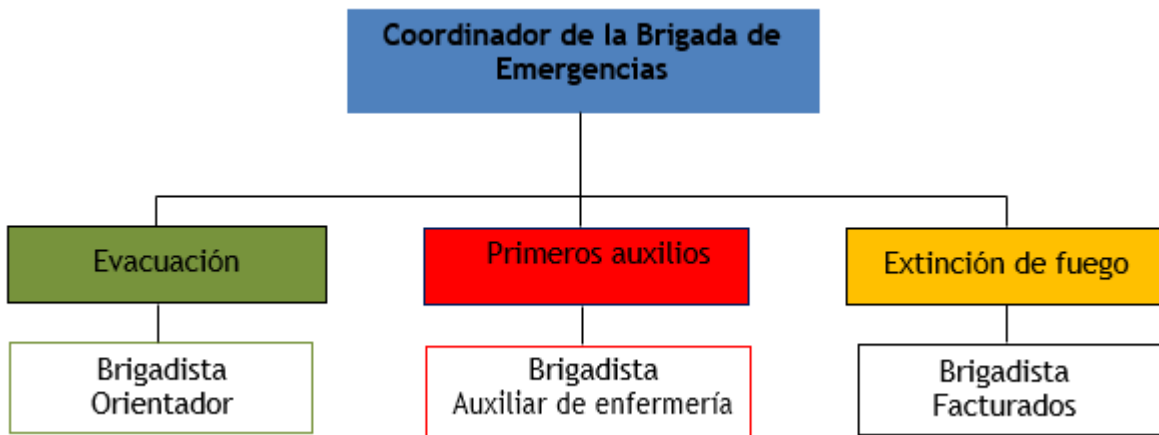 Coordinador de la Brigada de
Emergencias
Evacuación
Primeros auxilios
Extinción de fuego
Brigadista
Orientador
Brigadista
Auxiliar de enfermería
Brigadista
Facturados